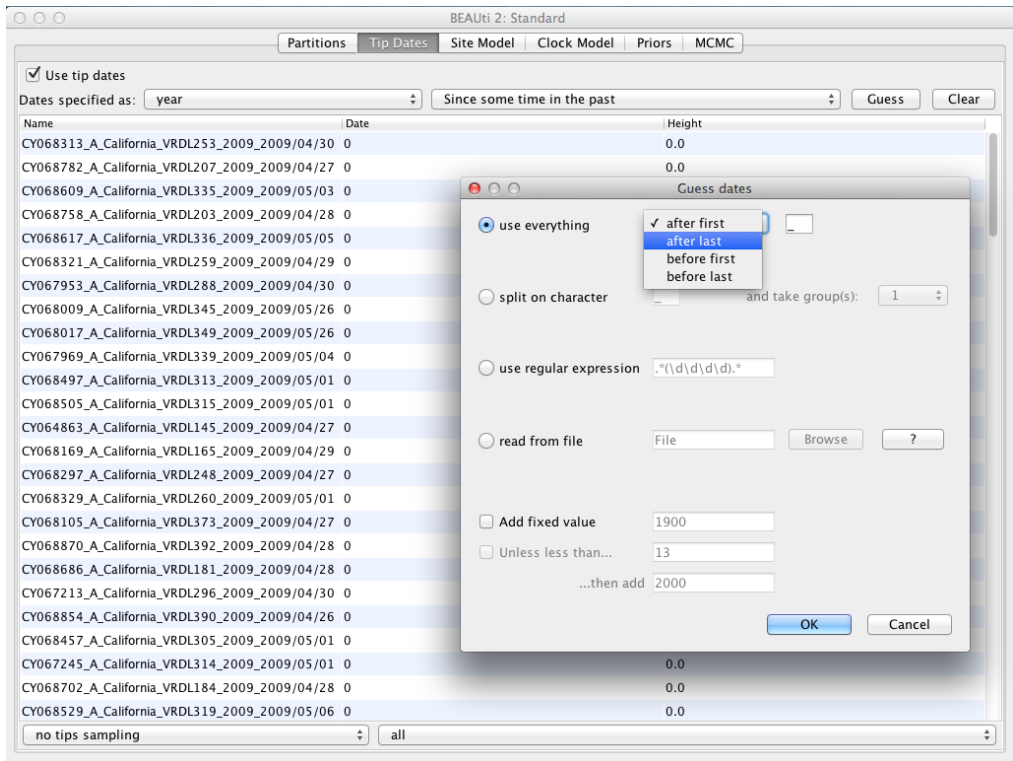 BEAUti 2: Standard
Partitions Tip Dates Site Model Clock Model Priors MCMC
Use tip dates
Dates specified as: year Since some time in the past Guess Clear
Name Date Height
CY068313_A_California_VRDL253_2009_2009/04/30 0 0.0
CY068782_A_California_VRDL207_2009_2009/04/27 0 0.0
CY068609_A_California_VRDL335_2009_2009/05/03 0
CY068758_A_California_VRDL203_2009_2009/04/28 0
CY068617_A_California_VRDL336_2009_2009/05/05 0
CY068321_A_California_VRDL259_2009_2009/04/29 0
CY067953_A_California_VRDL288_2009_2009/04/30 0
CY068009_A_California_VRDL345_2009_2009/05/26 0
CY068017_A_California_VRDL349_2009_2009/05/26 0
CY067969_A_California_VRDL339_2009_2009/05/04 0
CY068497_A_California_VRDL313_2009_2009/05/01 0
CY068505_A_California_VRDL315_2009_2009/05/01 0
CY064863_A_California_VRDL145_2009_2009/04/27 0
CY068169_A_California_VRDL165_2009_2009/04/29 0
CY068297_A_California_VRDL248_2009_2009/04/27 0
CY068329_A_California_VRDL260_2009_2009/05/01 0
CY068105_A_California_VRDL373_2009_2009/04/27 0
CY068870_A_California_VRDL392_2009_2009/04/28 0
CY068686_A_California_VRDL181_2009_2009/04/28 0
CY067213_A_California_VRDL296_2009_2009/04/30 0
CY068854_A_California_VRDL390_2009_2009/04/26 0
CY068457_A_California_VRDL305_2009_2009/05/01 0
CY067245_A_California_VRDL314_2009_2009/05/01 0 0.0
CY068702_A_California_VRDL184_2009_2009/04/28 0 0.0
CY068529_A_California_VRDL319_2009_2009/05/06 0 0.0
no tips sampling all
Guess dates
use everything ✓ after first _
after last
before first
before last
split on character _ and take group(s): 1
use regular expression .*(\d\d\d\d).*
read from file File Browse ?
Add fixed value 1900
Unless less than... 13
...then add 2000
OK Cancel